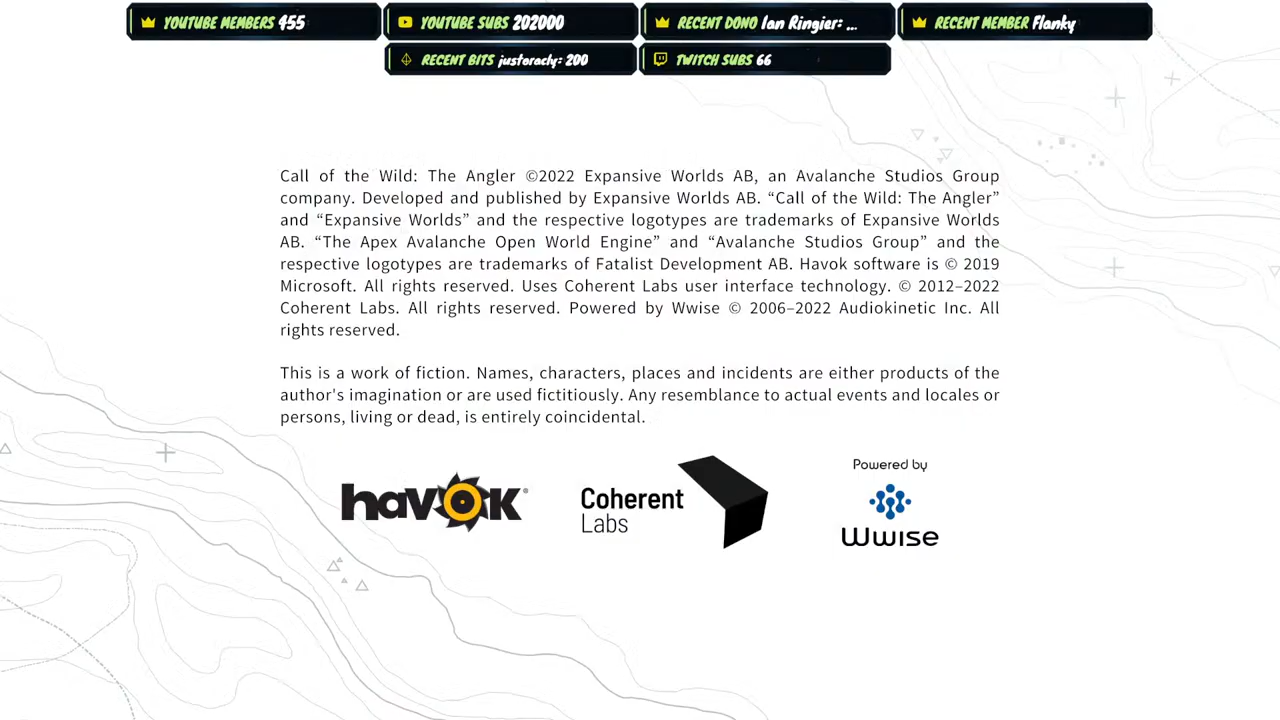 YOUTUBE MEMBERS 455
YOUTUBE SUBS 202000
RECENT DONO Ian Ringier: ...
RECENT MEMBER Flanky
RECENT BITS justoracly: 200
TWITCH SUBS 66
Call of the Wild: The Angler ©2022 Expansive Worlds AB, an Avalanche Studios Group
company. Developed and published by Expansive Worlds AB. “Call of the Wild: The Angler”
and “Expansive Worlds” and the respective logotypes are trademarks of Expansive Worlds
AB. “The Apex Avalanche Open World Engine” and “Avalanche Studios Group” and the
respective logotypes are trademarks of Fatalist Development AB. Havok software is © 2019
Microsoft. All rights reserved. Uses Coherent Labs user interface technology. © 2012–2022
Coherent Labs. All rights reserved. Powered by Wwise © 2006–2022 Audiokinetic Inc. All
rights reserved.
This is a work of fiction. Names, characters, places and incidents are either products of the
author's imagination or are used fictitiously. Any resemblance to actual events and locales or
persons, living or dead, is entirely coincidental.
havok®
Coherent
Labs
Powered by
Wwise